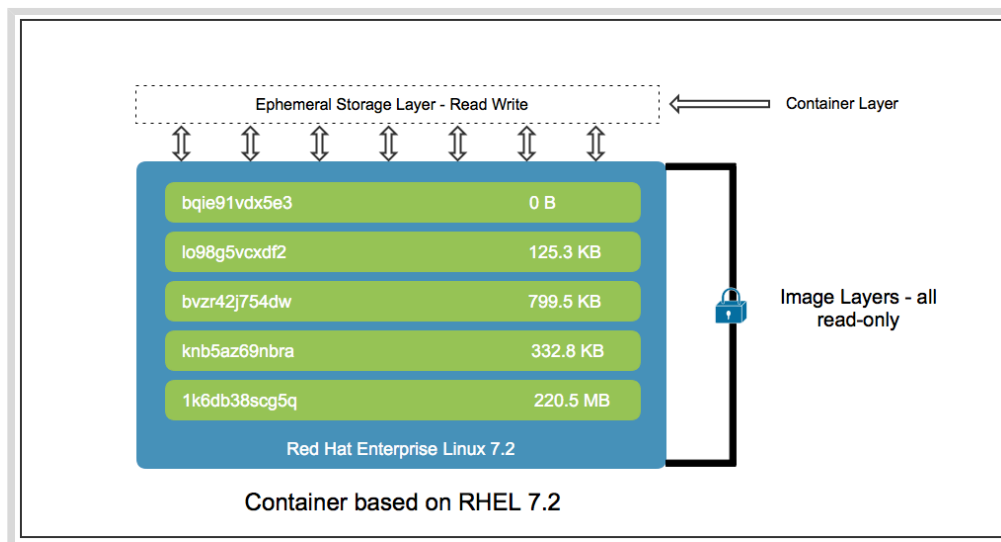 Ephemeral Storage Layer - Read Write
Container Layer
bqie91vdx5e3 0 B
lo98g5vcxdf2 125.3 KB
bvzr42j754dw 799.5 KB
knb5az69nbra 332.8 KB
1k6db38scg5q 220.5 MB
Red Hat Enterprise Linux 7.2
Image Layers - all
read-only
Container based on RHEL 7.2